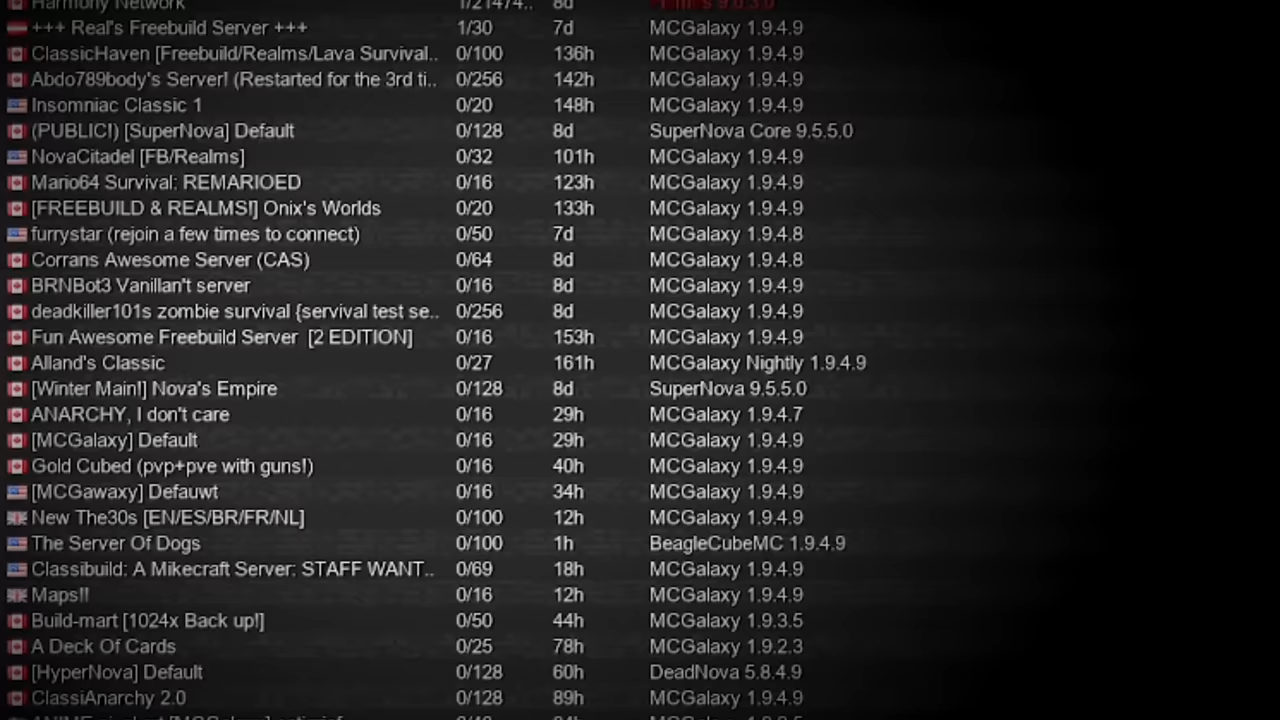 Harmony Network 1/21474.. 8d
+++ Real's Freebuild Server +++ 1/30 7d MCGalaxy 1.9.4.9
ClassicHaven [Freebuild/Realms/Lava Survival.. 0/100 136h MCGalaxy 1.9.4.9
Abdo789body's Server! (Restarted for the 3rd ti.. 0/256 142h MCGalaxy 1.9.4.9
Insomniac Classic 1 0/20 148h MCGalaxy 1.9.4.9
(PUBLIC!) [SuperNova] Default 0/128 8d SuperNova Core 9.5.5.0
NovaCitadel [FB/Realms] 0/32 101h MCGalaxy 1.9.4.9
Mario64 Survival: REMARIOED 0/16 123h MCGalaxy 1.9.4.9
[FREEBUILD & REALMS!] Onix's Worlds 0/20 133h MCGalaxy 1.9.4.9
furrystar (rejoin a few times to connect) 0/50 7d MCGalaxy 1.9.4.8
Corrans Awesome Server (CAS) 0/64 8d MCGalaxy 1.9.4.8
BRNBot3 Vanillan't server 0/16 8d MCGalaxy 1.9.4.9
deadkiller101s zombie survival {servival test se.. 0/256 8d MCGalaxy 1.9.4.9
Fun Awesome Freebuild Server  [2 EDITION] 0/16 153h MCGalaxy 1.9.4.9
Alland's Classic 0/27 161h MCGalaxy Nightly 1.9.4.9
[Winter Main!] Nova's Empire 0/128 8d SuperNova 9.5.5.0
ANARCHY, I don't care 0/16 29h MCGalaxy 1.9.4.7
[MCGalaxy] Default 0/16 29h MCGalaxy 1.9.4.9
Gold Cubed (pvp+pve with guns!) 0/16 40h MCGalaxy 1.9.4.9
[MCGawaxy] Defauwt 0/16 34h MCGalaxy 1.9.4.9
New The30s [EN/ES/BR/FR/NL] 0/100 12h MCGalaxy 1.9.4.9
The Server Of Dogs 0/100 1h BeagleCubeMC 1.9.4.9
Classibuild: A Mikecraft Server: STAFF WANT.. 0/69 18h MCGalaxy 1.9.4.9
Maps!! 0/16 12h MCGalaxy 1.9.4.9
Build-mart [1024x Back up!] 0/50 44h MCGalaxy 1.9.3.5
A Deck Of Cards 0/25 78h MCGalaxy 1.9.2.3
[HyperNova] Default 0/128 60h DeadNova 5.8.4.9
ClassiAnarchy 2.0 0/128 89h MCGalaxy 1.9.4.9